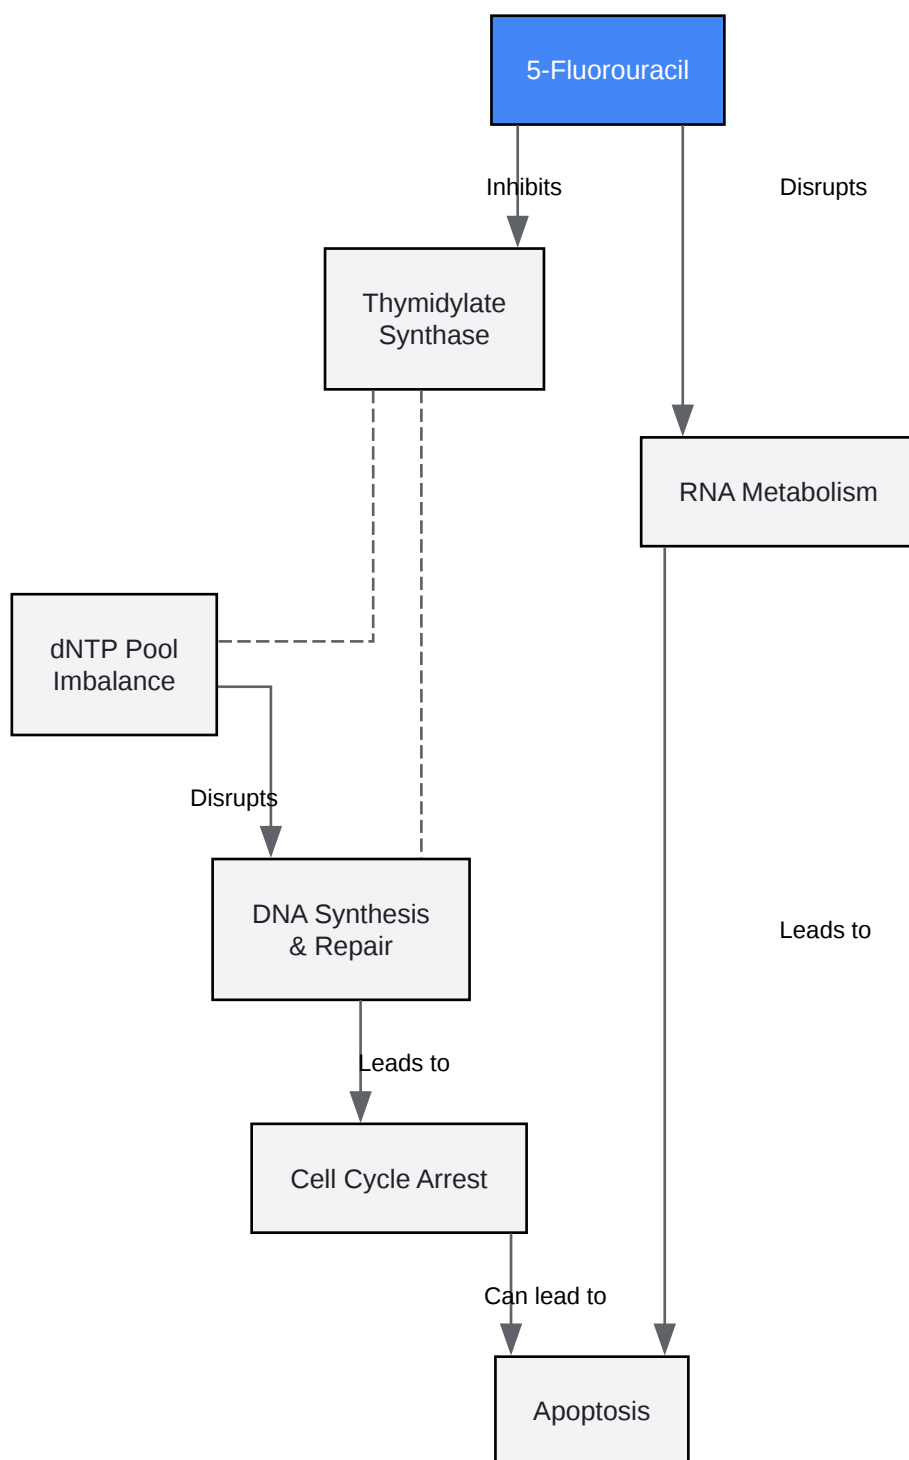 5-Fluorouracil
Inhibits
Disrupts
Thymidylate
Synthase
RNA Metabolism
dNTP Pool
Imbalance
Disrupts
DNA Synthesis
& Repair
Leads to
Leads to
Cell Cycle Arrest
Can lead to
Apoptosis